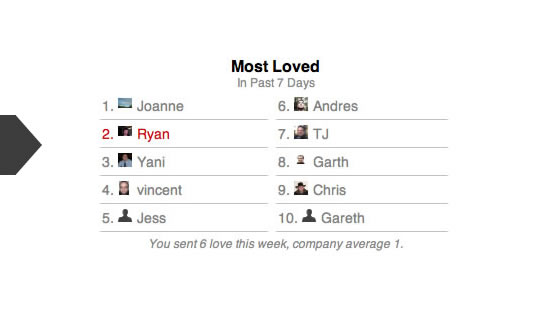 Most Loved
In Past 7 Days
1. Joanne
2. Ryan
3. Yani
4. vincent
5. Jess
6. Andres
7. TJ
8. Garth
9. Chris
10. Gareth
You sent 6 love this week, company average 1.